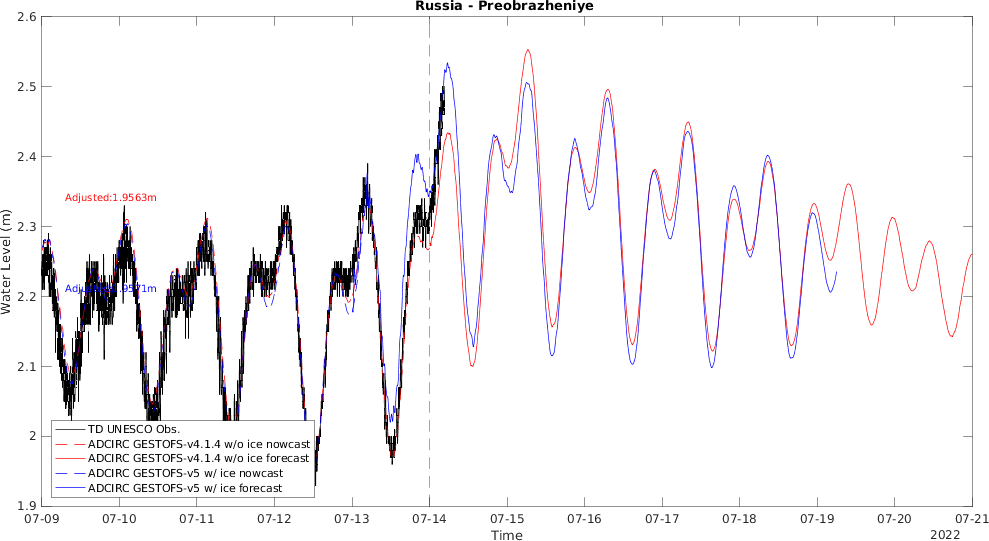 Russia - Preobrazheniye
2.6
2.5
2.4
2.3
2.2
2.1
2
1.9
Water Level (m)
Adjusted:1.9563m
TD UNESCO Obs.
ADCIRC GESTOFS-v4.1.4 w/o ice nowcast
ADCIRC GESTOFS-v4.1.4 w/o ice forecast
ADCIRC GESTOFS-v5 w/ ice nowcast
ADCIRC GESTOFS-v5 w/ ice forecast
07-09 07-10 07-11 07-12 07-13 07-14 07-15 07-16 07-17 07-18 07-19 07-20 07-21
Time
2022